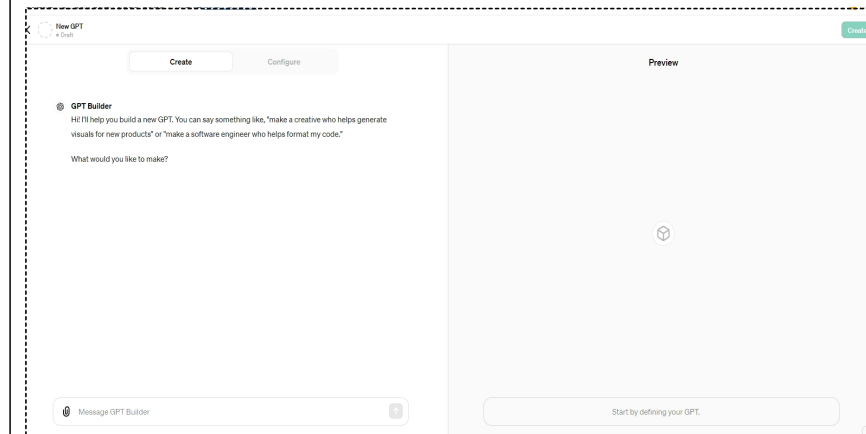 New GPT
Draft
Create
Create
Configure
Preview
GPT Builder
Hi! I'll help you build a new GPT. You can say something like, "make a creative who helps generate
visuals for new products" or "make a software engineer who helps format my code."
What would you like to make?
Message GPT Builder
Start by defining your GPT.